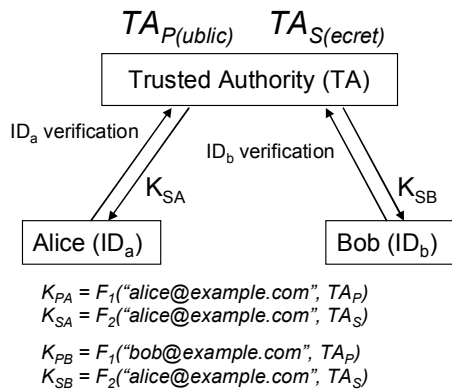 TA_P(ublic) TA_S(ecret)
Trusted Authority (TA)
ID_a verification
ID_b verification
K_SA
K_SB
Alice (ID_a)
Bob (ID_b)
K_PA = F_1(“alice@example.com”, TA_P)
K_SA = F_2(“alice@example.com”, TA_S)
K_PB = F_1(“bob@example.com”, TA_P)
K_SB = F_2(“alice@example.com”, TA_S)